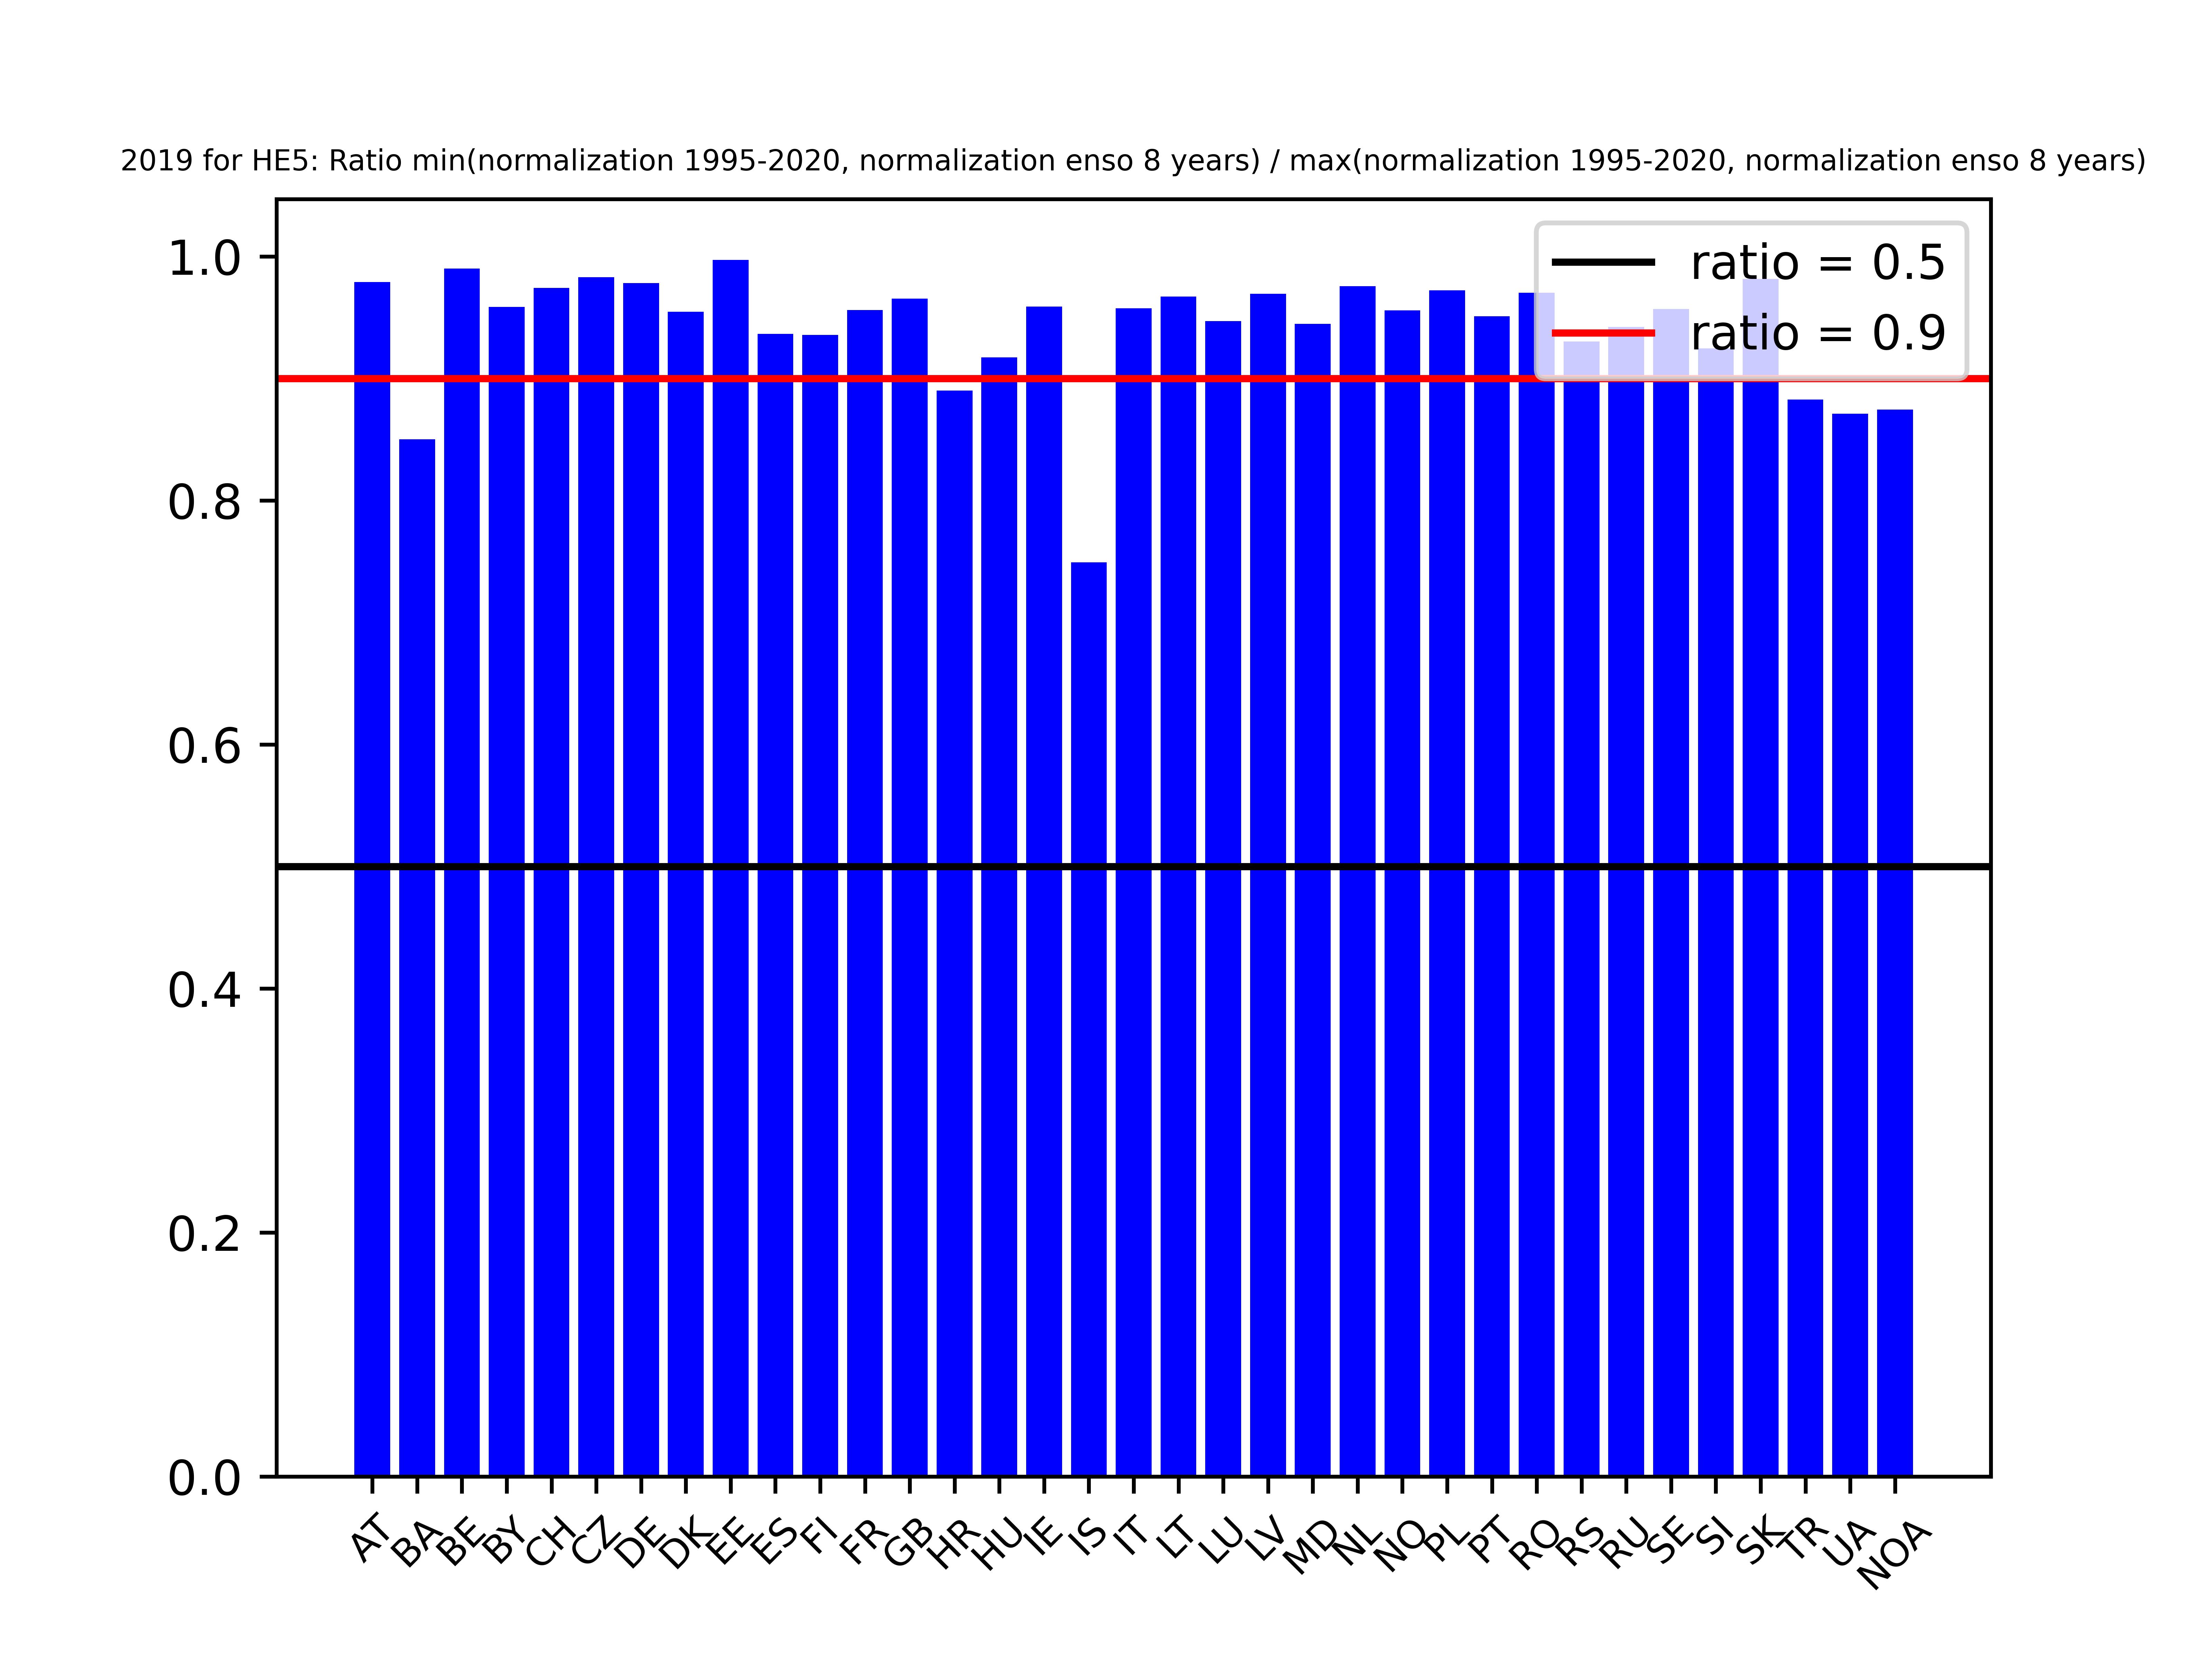 2019 for HE5: Ratio min(normalization 1995-2020, normalization enso 8 years) / max(normalization 1995-2020, normalization enso 8 years)
ratio = 0.5
ratio = 0.9
1.0
0.8
0.6
0.4
0.2
0.0
AT BA BE BY CH CZ DE DK EE ES FI FR GB HR HU IE IS IT LT LU LV MD NL NO PL PT RO RS RU SE SI SK TR UA NOA